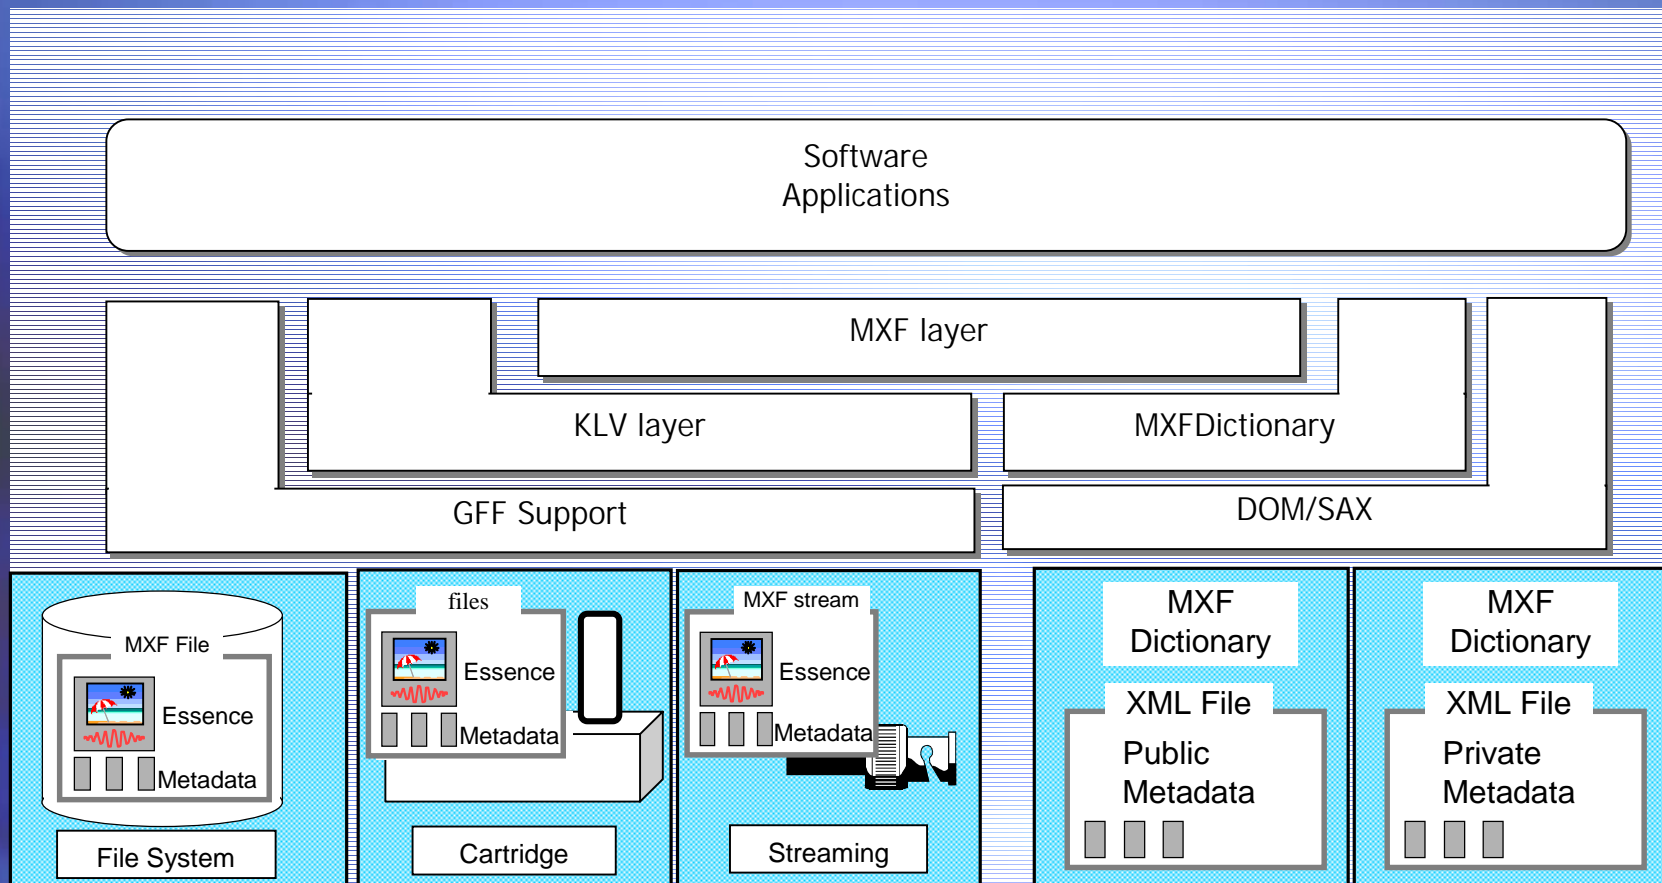 Software
Applications
MXF layer
KLV layer
MXFDictionary
GFF Support
DOM/SAX
MXF File
Essence
Metadata
File System
files
Essence
Metadata
Cartridge
MXF stream
Essence
Metadata
Streaming
MXF
Dictionary
XML File
Public
Metadata
MXF
Dictionary
XML File
Private
Metadata